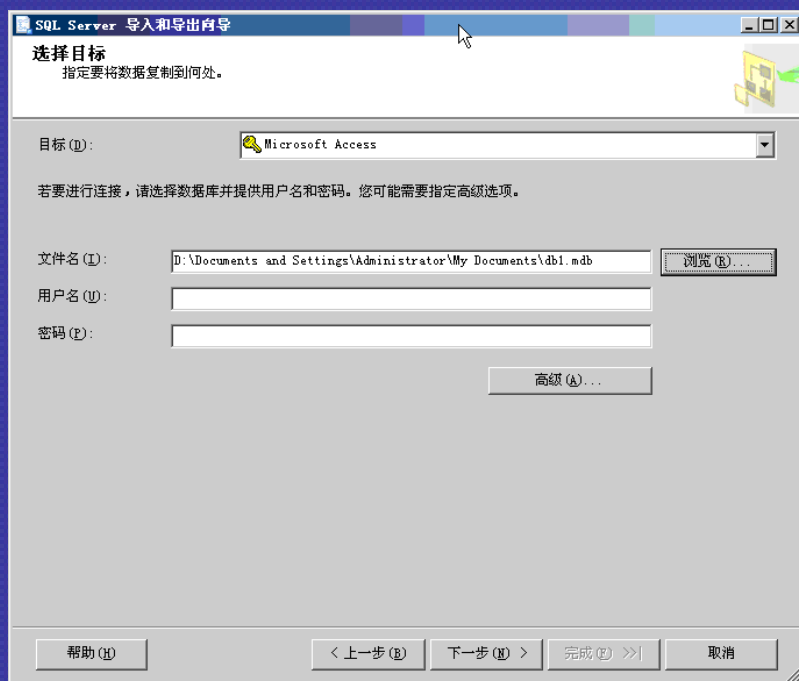 SQL Server 导入和导出向导
选择目标
指定要将数据复制到何处。
目标(D): Microsoft Access
若要进行连接，请选择数据库并提供用户名和密码。您可能需要指定高级选项。
文件名(I): D:\Documents and Settings\Administrator\My Documents\db1.mdb 浏览(R)...
用户名(U):
密码(P):
高级(A)...
帮助(H) < 上一步(B) 下一步(N) > 完成(F) >>| 取消